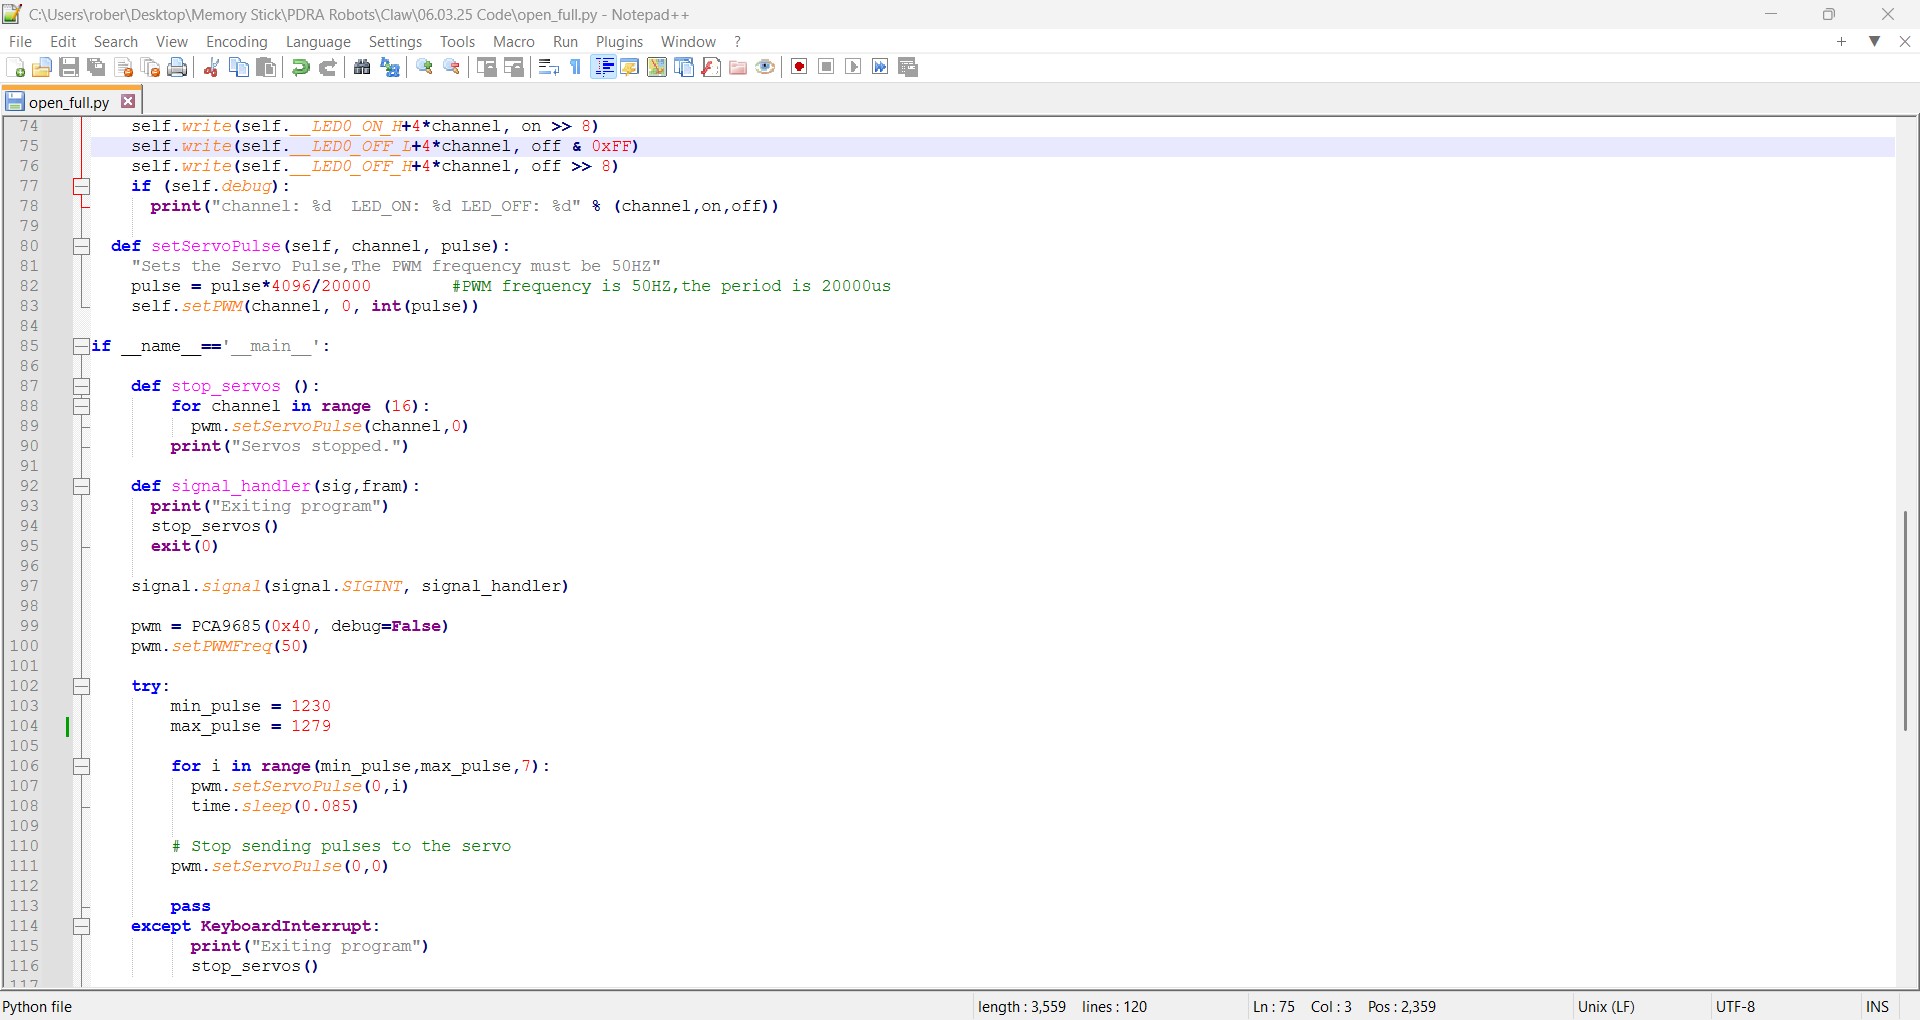 C:\Users\rober\Desktop\Memory Stick\PDRA Robots\Claw\06.03.25 Code\open_full.py - Notepad++
File Edit Search View Encoding Language Settings Tools Macro Run Plugins Window ?
open_full.py
74 self.write(self.__LED0_ON_H+4*channel, on >> 8)
75 self.write(self.__LED0_OFF_L+4*channel, off & 0xFF)
76 self.write(self.__LED0_OFF_H+4*channel, off >> 8)
77 if (self.debug):
78 print("channel: %d  LED_ON: %d LED_OFF: %d" % (channel,on,off))
79
80 def setServoPulse(self, channel, pulse):
81 "Sets the Servo Pulse,The PWM frequency must be 50HZ"
82 pulse = pulse*4096/20000        #PWM frequency is 50HZ,the period is 20000us
83 self.setPWM(channel, 0, int(pulse))
84
85 if __name__=='__main__':
86
87 def stop_servos ():
88 for channel in range (16):
89 pwm.setServoPulse(channel,0)
90 print("Servos stopped.")
91
92 def signal_handler(sig,fram):
93 print("Exiting program")
94 stop_servos()
95 exit(0)
96
97 signal.signal(signal.SIGINT, signal_handler)
98
99 pwm = PCA9685(0x40, debug=False)
100 pwm.setPWMFreq(50)
101
102 try:
103 min_pulse = 1230
104 max_pulse = 1279
105
106 for i in range(min_pulse,max_pulse,7):
107 pwm.setServoPulse(0,i)
108 time.sleep(0.085)
109
110 # Stop sending pulses to the servo
111 pwm.setServoPulse(0,0)
112
113 pass
114 except KeyboardInterrupt:
115 print("Exiting program")
116 stop_servos()
117
Python file length : 3,559 lines : 120 Ln : 75 Col : 3 Pos : 2,359 Unix (LF) UTF-8 INS